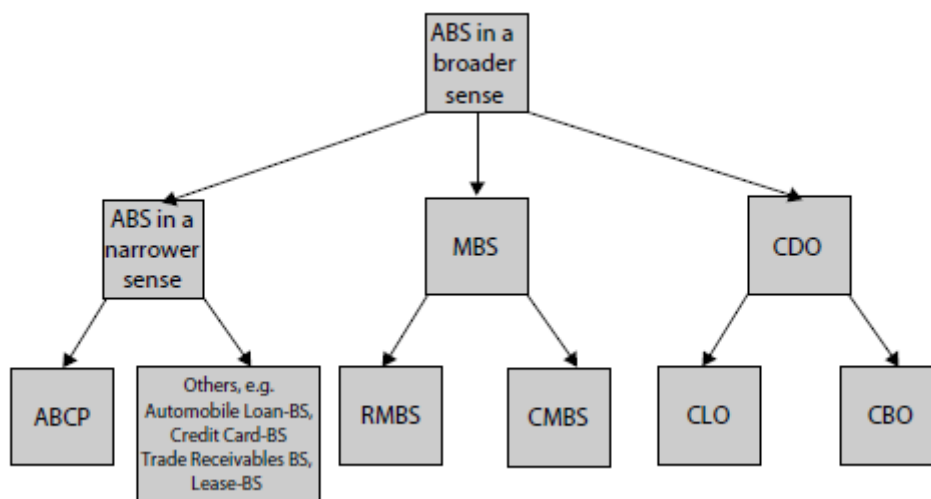 ABS in a
broader
sense
ABS in a
narrower
sense
MBS
CDO
ABCP
Others, e.g.
Automobile Loan-BS,
Credit Card-BS
Trade Receivables BS,
Lease-BS
RMBS
CMBS
CLO
CBO